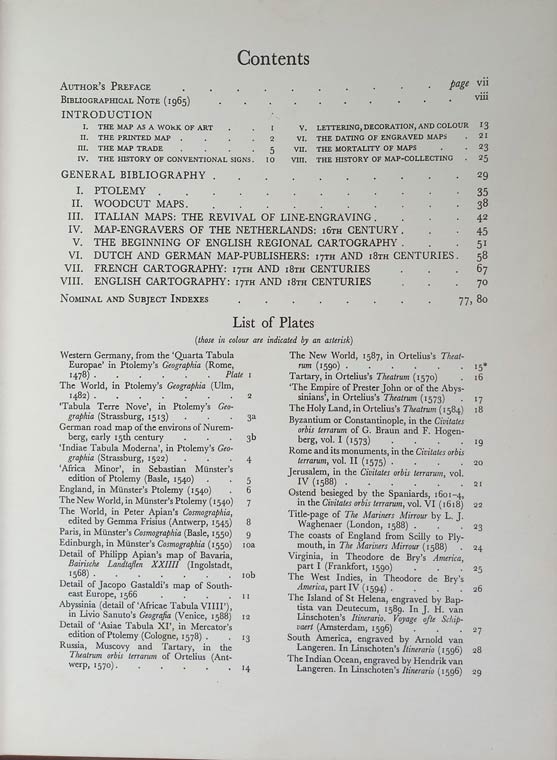 Contents
AUTHOR'S PREFACE . . . . . . . . . . page vii
BIBLIOGRAPHICAL NOTE (1965) . . . . . . . . . viii
INTRODUCTION
I. THE MAP AS A WORK OF ART . . 1
II. THE PRINTED MAP . . . . 2
III. THE MAP TRADE . . . . 5
IV. THE HISTORY OF CONVENTIONAL SIGNS . 10
V. LETTERING, DECORATION, AND COLOUR 13
VI. THE DATING OF ENGRAVED MAPS . 21
VII. THE MORTALITY OF MAPS . . 23
VIII. THE HISTORY OF MAP-COLLECTING . 25
GENERAL BIBLIOGRAPHY . . . . . . . . . 29
I. PTOLEMY . . . . . . . . . . . 35
II. WOODCUT MAPS . . . . . . . . . 38
III. ITALIAN MAPS: THE REVIVAL OF LINE-ENGRAVING . . . . 42
IV. MAP-ENGRAVERS OF THE NETHERLANDS: 16TH CENTURY . . . 45
V. THE BEGINNING OF ENGLISH REGIONAL CARTOGRAPHY . . . 51
VI. DUTCH AND GERMAN MAP-PUBLISHERS: 17TH AND 18TH CENTURIES . 58
VII. FRENCH CARTOGRAPHY: 17TH AND 18TH CENTURIES . . . 67
VIII. ENGLISH CARTOGRAPHY: 17TH AND 18TH CENTURIES . . . 70
NOMINAL AND SUBJECT INDEXES . . . . . . . . 77, 80
List of Plates
(those in colour are indicated by an asterisk)
Western Germany, from the 'Quarta Tabula
Europae' in Ptolemy's Geographia (Rome,
1478) . . . . . . Plate 1
The World, in Ptolemy's Geographia (Ulm,
1482) . . . . . . . 2
'Tabula Terre Nove', in Ptolemy's Geo-
graphia (Strassburg, 1513) . . . 3a
German road map of the environs of Nurem-
berg, early 15th century . . . 3b
'Indiae Tabula Moderna', in Ptolemy's Geo-
graphia (Strassburg, 1522) . . . 4
'Africa Minor', in Sebastian Münster's
edition of Ptolemy (Basle, 1540) . . 5
England, in Münster's Ptolemy (1540) . 6
The New World, in Münster's Ptolemy (1540) 7
The World, in Peter Apian's Cosmographia,
edited by Gemma Frisius (Antwerp, 1545) 8
Paris, in Münster's Cosmographia (Basle, 1550) 9
Edinburgh, in Münster's Cosmographia (1550) 10a
Detail of Philipp Apian's map of Bavaria,
Bairische Landtaflen XXIIII (Ingolstadt,
1568) . . . . . . . 10b
Detail of Jacopo Gastaldi's map of South-
east Europe, 1566 . . . . 11
Abyssinia (detail of 'Africae Tabula VIIII'),
in Livio Sanuto's Geografia (Venice, 1588) 12
Detail of 'Asiae Tabula XI', in Mercator's
edition of Ptolemy (Cologne, 1578) . . 13
Russia, Muscovy and Tartary, in the
Theatrum orbis terrarum of Ortelius (Ant-
werp, 1570) . . . . . . 14
The New World, 1587, in Ortelius's Theat-
rum (1590) . . . . . . 15*
Tartary, in Ortelius's Theatrum (1570) . 16
'The Empire of Prester John or of the Abys-
sinians', in Ortelius's Theatrum (1573) . 17
The Holy Land, in Ortelius's Theatrum (1584) 18
Byzantium or Constantinople, in the Civitates
orbis terrarum of G. Braun and F. Hogen-
berg, vol. I (1573) . . . . 19
Rome and its monuments, in the Civitates orbis
terrarum, vol. II (1575) . . . . 20
Jerusalem, in the Civitates orbis terrarum, vol.
IV (1588) . . . . . . 21
Ostend besieged by the Spaniards, 1601-4,
in the Civitates orbis terrarum, vol. VI (1618) 22
Title-page of The Mariners Mirrour by L. J.
Waghenaer (London, 1588) . . . 23
The coasts of England from Scilly to Ply-
mouth, in The Mariners Mirrour (1588) . 24
Virginia, in Theodore de Bry's America,
part I (Frankfort, 1590) . . . 25
The West Indies, in Theodore de Bry's
America, part IV (1594) . . . . 26
The Island of St Helena, engraved by Bap-
tista van Deutecum, 1589. In J. H. van
Linschoten's Itinerario. Voyage ofte Schip-
vaert (Amsterdam, 1596) . . . 27
South America, engraved by Arnold van
Langeren. In Linschoten's Itinerario (1596) 28
The Indian Ocean, engraved by Hendrik van
Langeren. In Linschoten's Itinerario (1596) 29